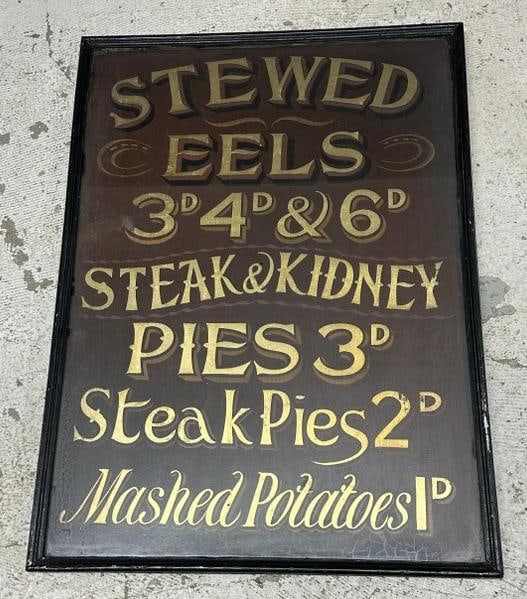 STEWED
EELS
3D 4D & 6D
STEAK & KIDNEY
PIES 3D
Steak Pies 2D
Mashed Potatoes 1D